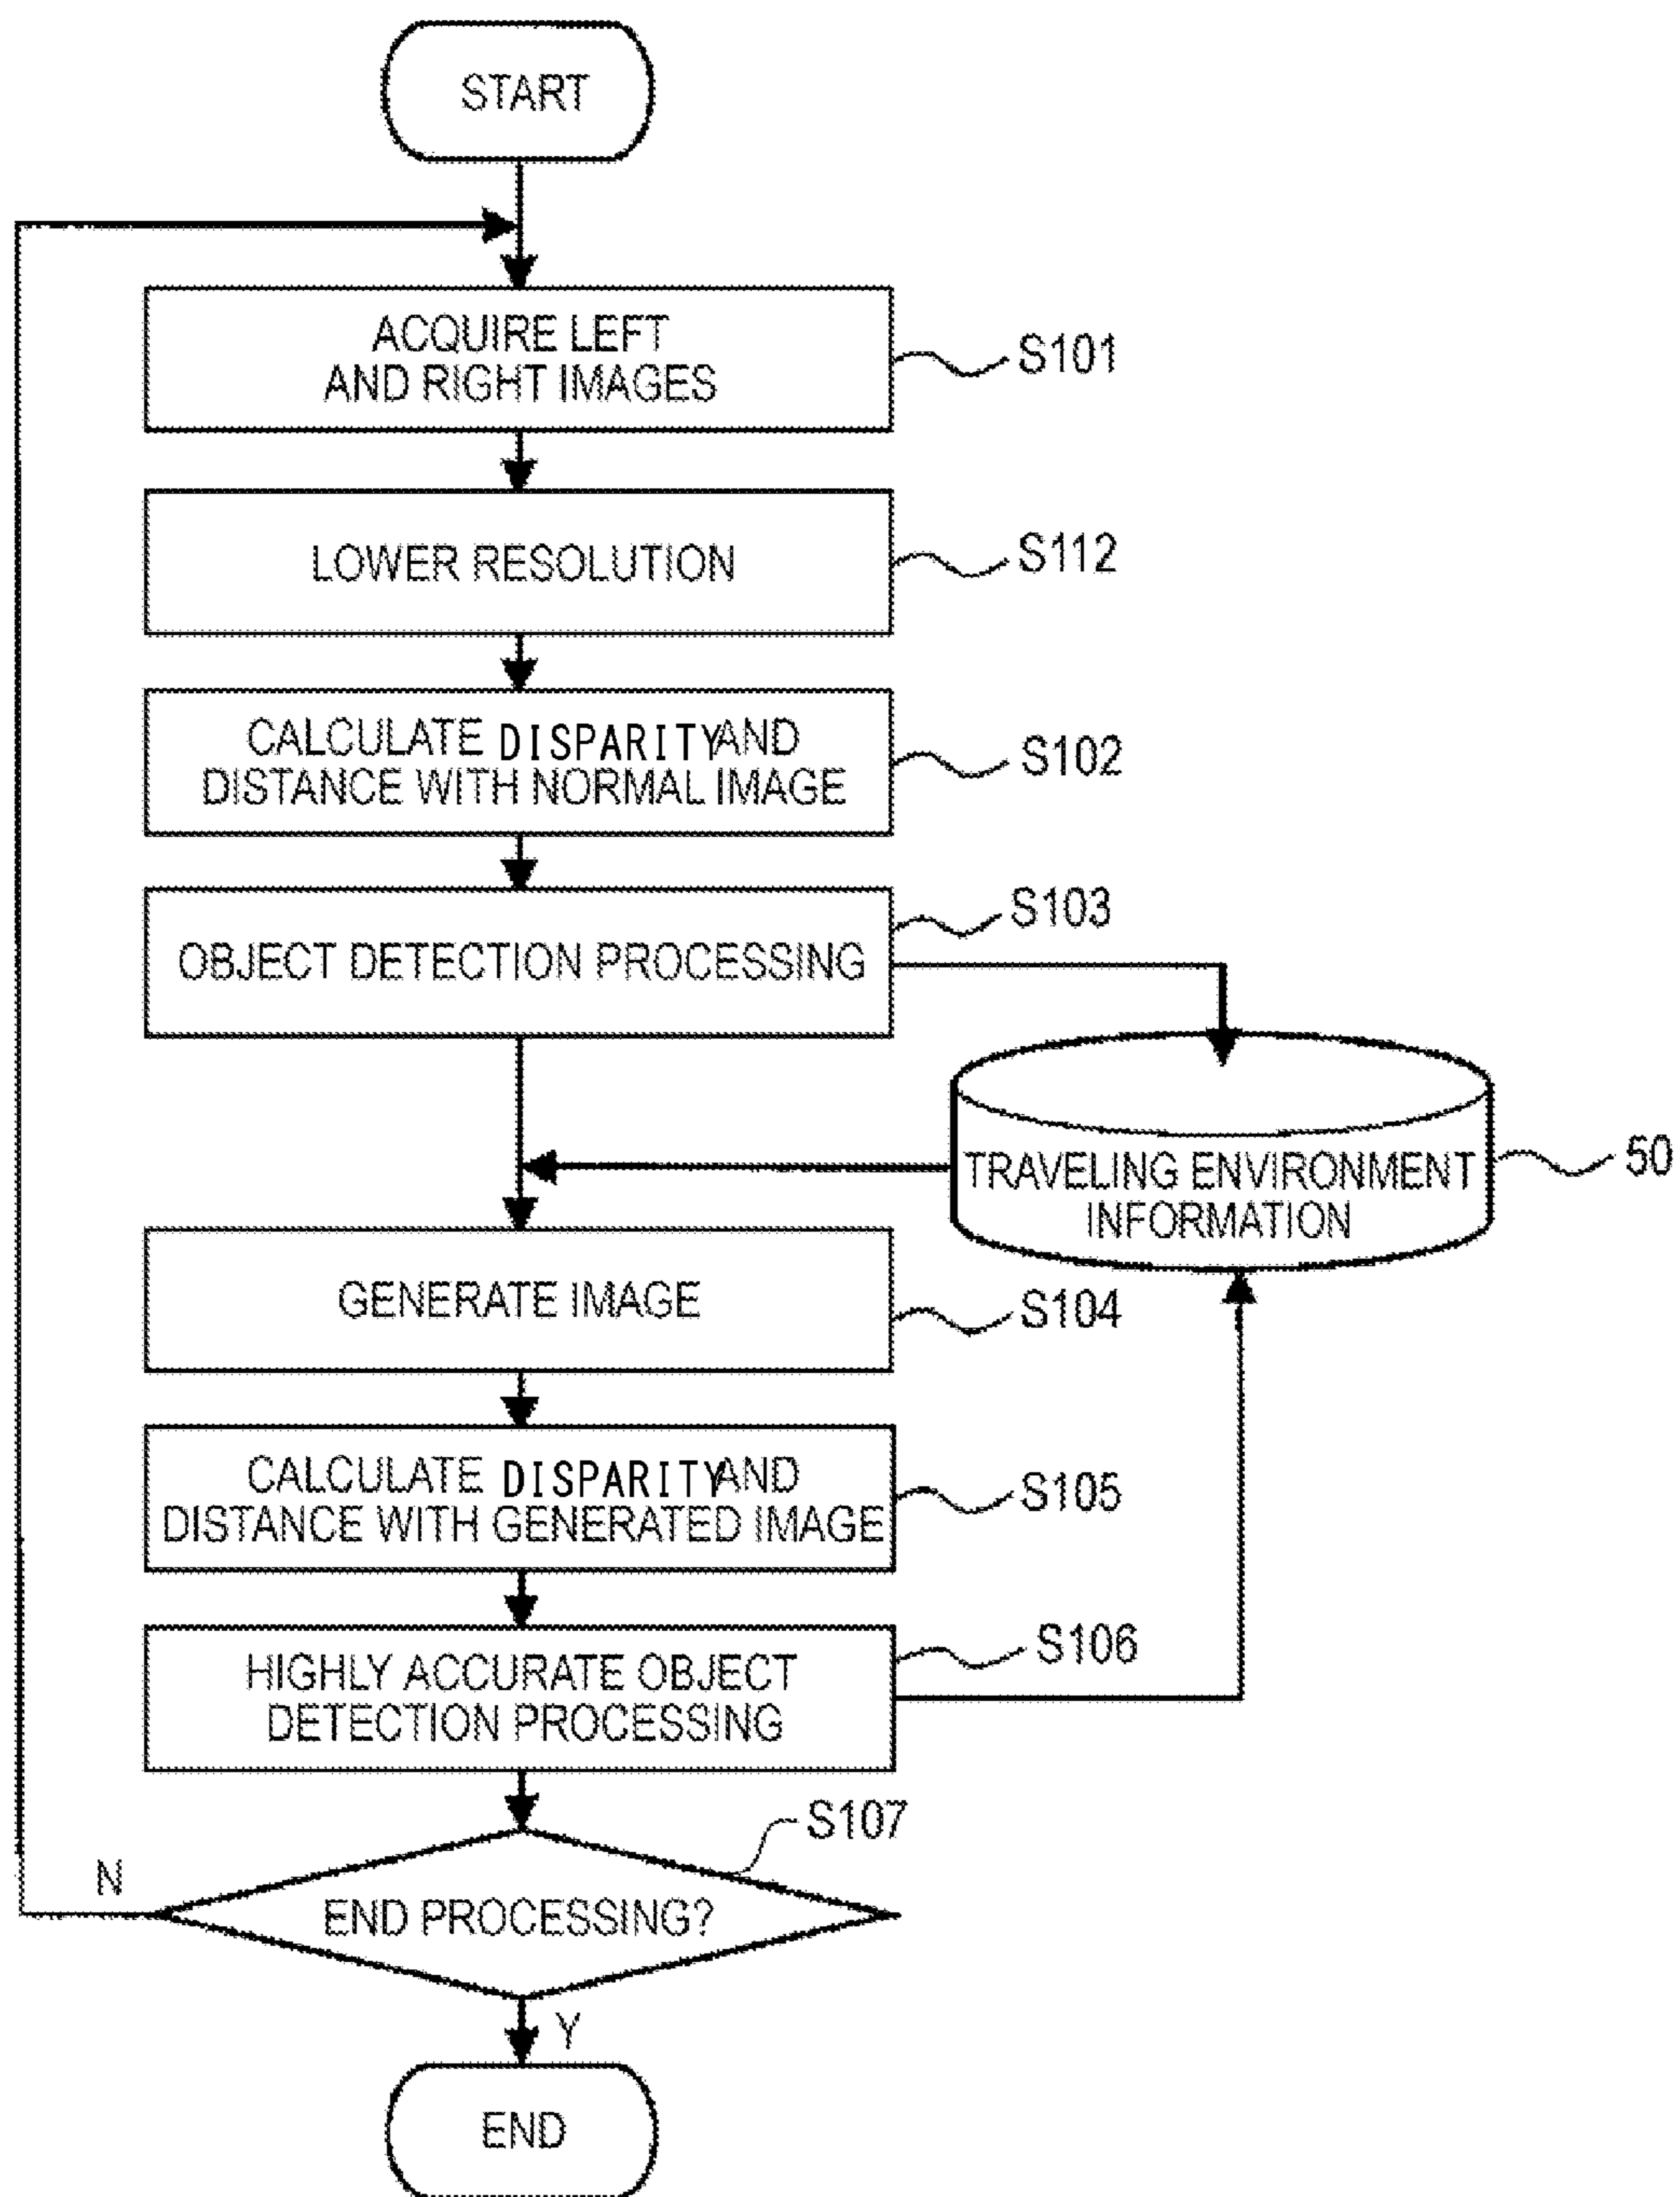 START
ACQUIRE LEFT
AND RIGHT IMAGES
S101
LOWER RESOLUTION
S112
CALCULATE DISPARITY AND
DISTANCE WITH NORMAL IMAGE
S102
OBJECT DETECTION PROCESSING
S103
TRAVELING ENVIRONMENT
INFORMATION
50
GENERATE IMAGE
S104
CALCULATE DISPARITY AND
DISTANCE WITH GENERATED IMAGE
S105
HIGHLY ACCURATE OBJECT
DETECTION PROCESSING
S106
S107
N
END PROCESSING?
Y
END